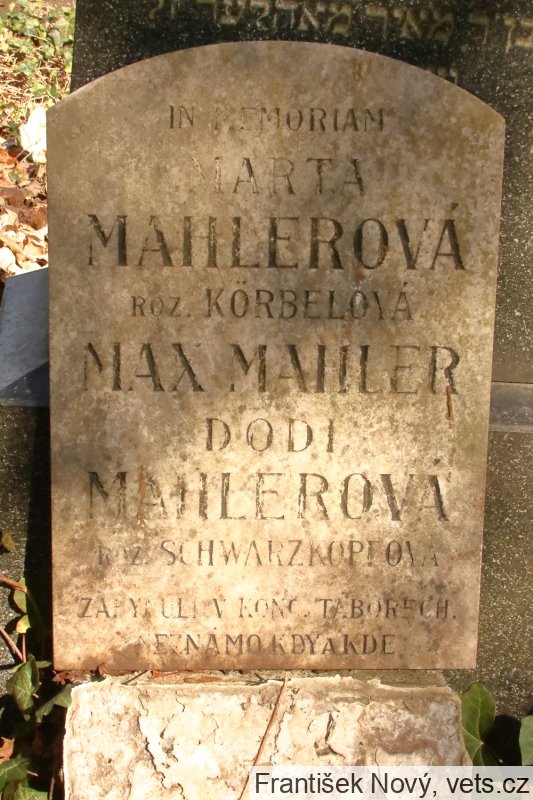 IN MEMORIAM
MARTA
MAHLEROVÁ
ROZ. KÖRBELOVÁ
MAX MAHLER
DODI
MAHLEROVÁ
ROZ. SCHWARZKOPFOVÁ
ZAHYNULI V KONC. TÁBORECH.
NEZNÁMO KDY A KDE
František Nový, vets.cz